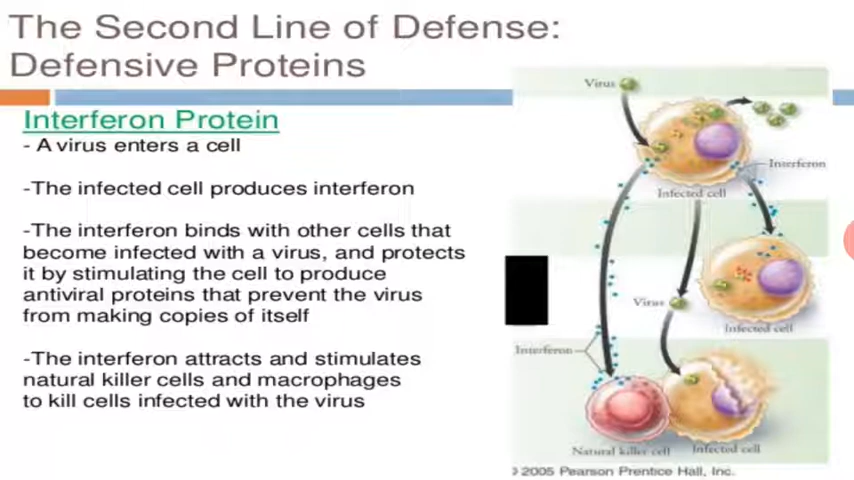 The Second Line of Defense:
Defensive Proteins
Interferon Protein
- A virus enters a cell
-The infected cell produces interferon
-The interferon binds with other cells that
become infected with a virus, and protects
it by stimulating the cell to produce
antiviral proteins that prevent the virus
from making copies of itself
-The interferon attracts and stimulates
natural killer cells and macrophages
to kill cells infected with the virus
Virus
Interferon
Infected cell
Virus
Infected cell
Interferon
Natural killer cell
Infected cell
© 2005 Pearson Prentice Hall, Inc.